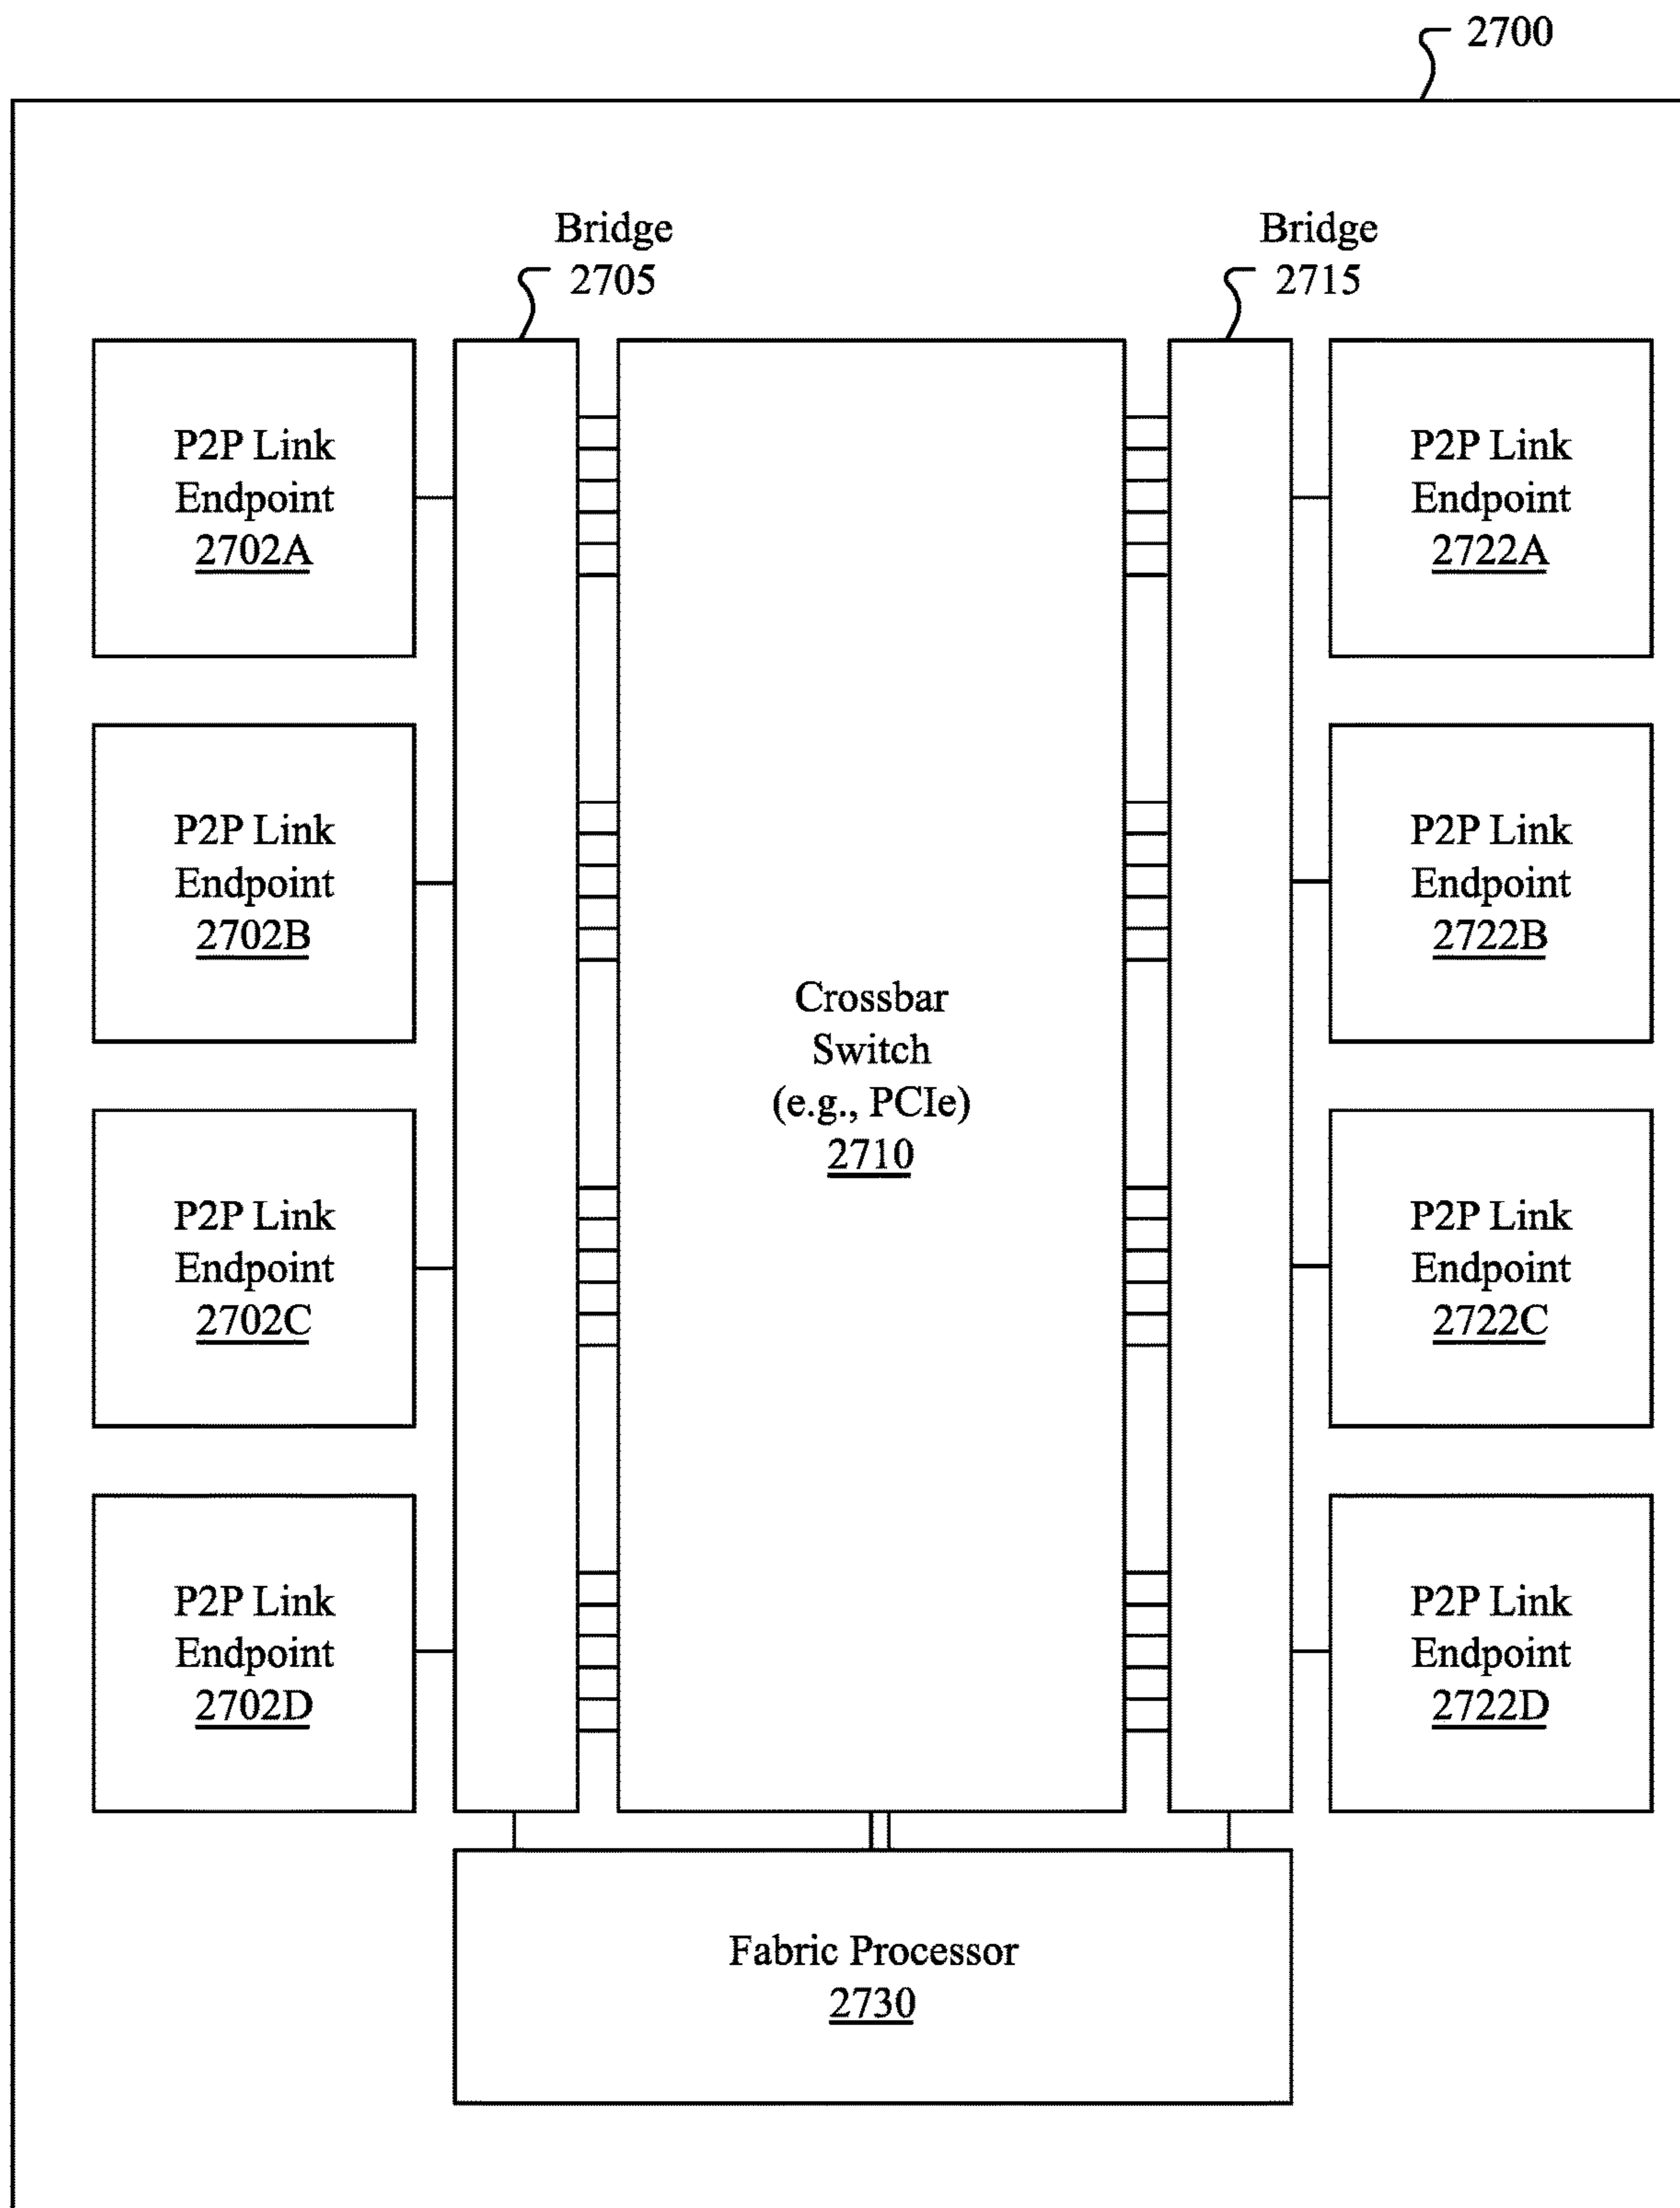 2700
Bridge
2705
Bridge
2715
P2P Link
Endpoint
2702A
P2P Link
Endpoint
2722A
P2P Link
Endpoint
2702B
P2P Link
Endpoint
2722B
Crossbar
Switch
(e.g., PCIe)
2710
P2P Link
Endpoint
2702C
P2P Link
Endpoint
2722C
P2P Link
Endpoint
2702D
P2P Link
Endpoint
2722D
Fabric Processor
2730